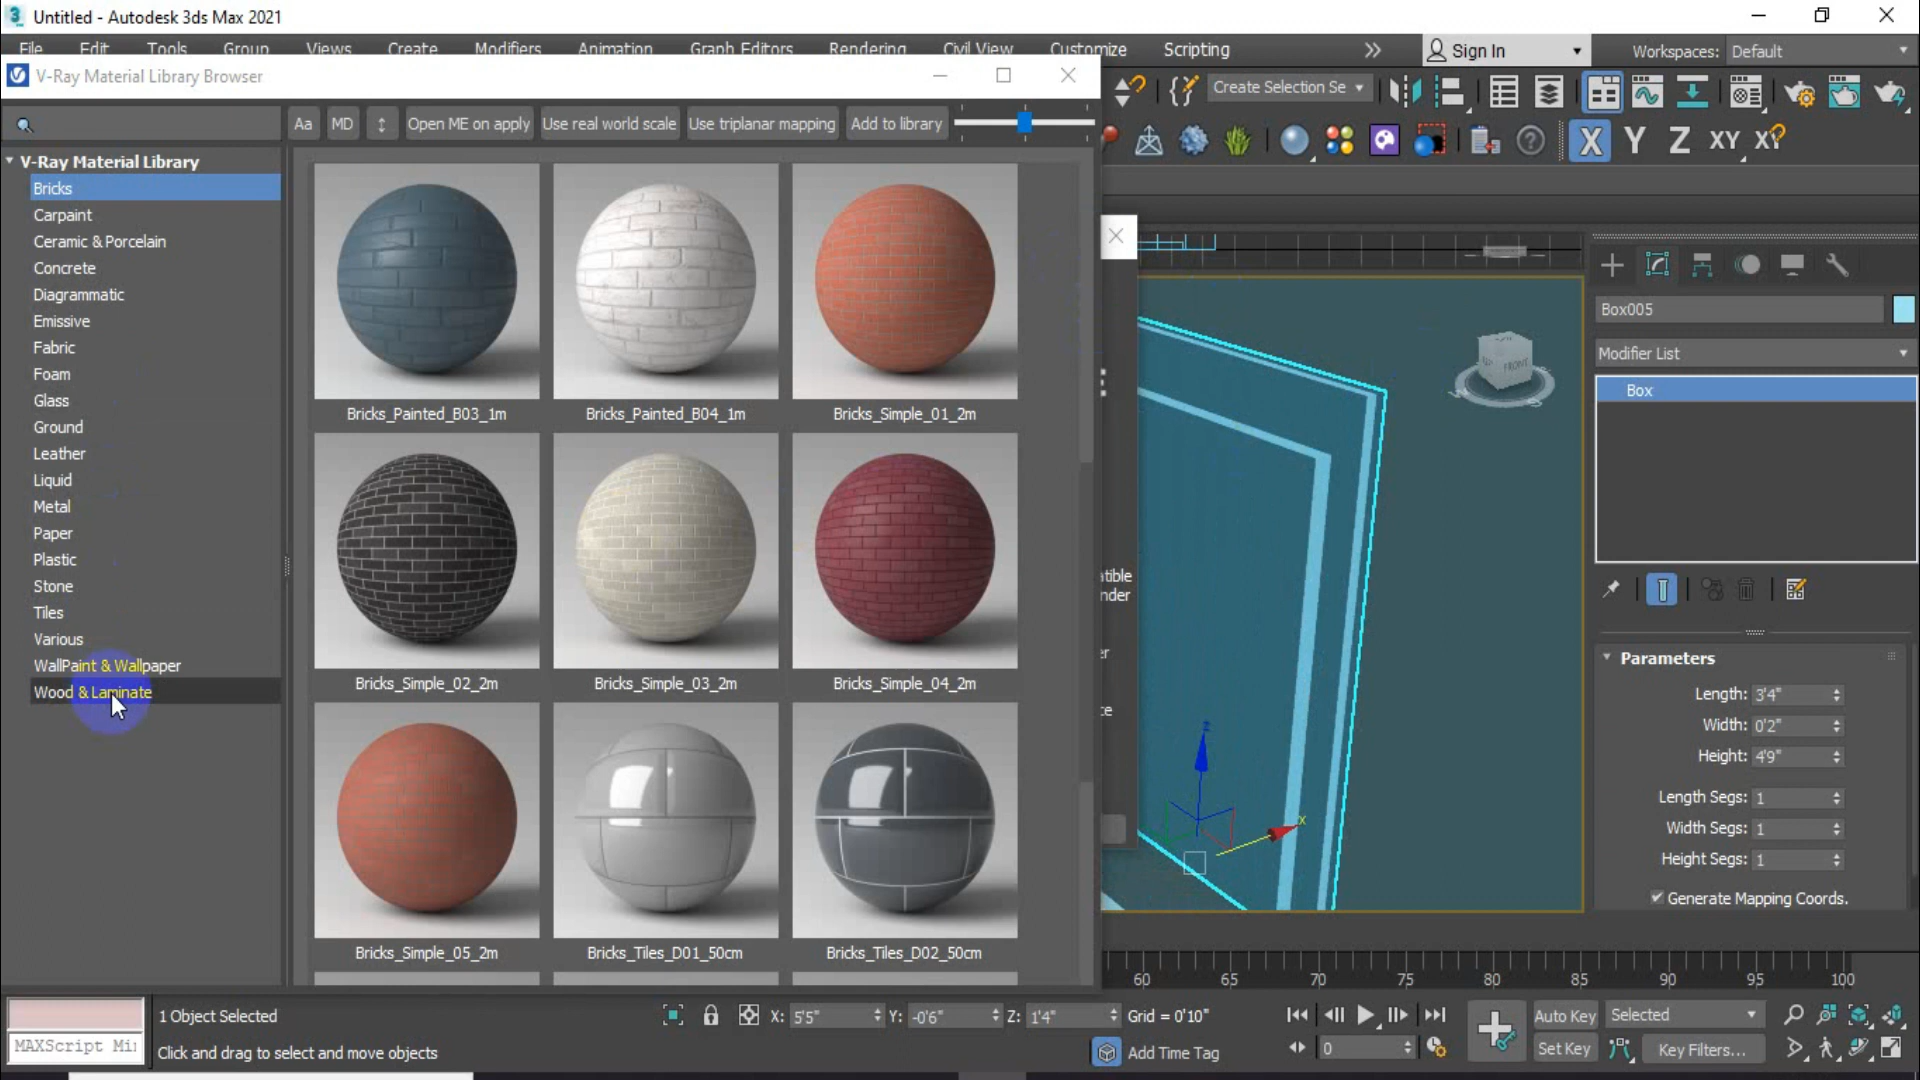 Untitled - Autodesk 3ds Max 2021
File Edit Tools Group Views Create Modifiers Animation Graph Editors Rendering Civil View Customize Scripting
Sign In
Workspaces: Default
V-Ray Material Library Browser
Create Selection Se
Aa MD Open ME on apply Use real world scale Use triplanar mapping Add to library
X Y Z XY XY
V-Ray Material Library
Bricks
Carpaint
Ceramic & Porcelain
Concrete
Diagrammatic
Emissive
Fabric
Foam
Glass
Ground
Leather
Liquid
Metal
Paper
Plastic
Stone
Tiles
Various
WallPaint & Wallpaper
Wood & Laminate
Bricks_Painted_B03_1m
Bricks_Painted_B04_1m
Bricks_Simple_01_2m
Bricks_Simple_02_2m
Bricks_Simple_03_2m
Bricks_Simple_04_2m
Bricks_Simple_05_2m
Bricks_Tiles_D01_50cm
Bricks_Tiles_D02_50cm
atible
nder
er
ce
FRONT
z
x
Box005
Modifier List
Box
Parameters
Length: 3'4"
Width: 0'2"
Height: 4'9"
Length Segs: 1
Width Segs: 1
Height Segs: 1
Generate Mapping Coords.
60 65 70 75 80 85 90 95 100
1 Object Selected
X: 5'5" Y: -0'6" Z: 1'4" Grid = 0'10"
Auto Key Selected
MAXScript Mi
Click and drag to select and move objects
Add Time Tag
0
Set Key Key Filters...